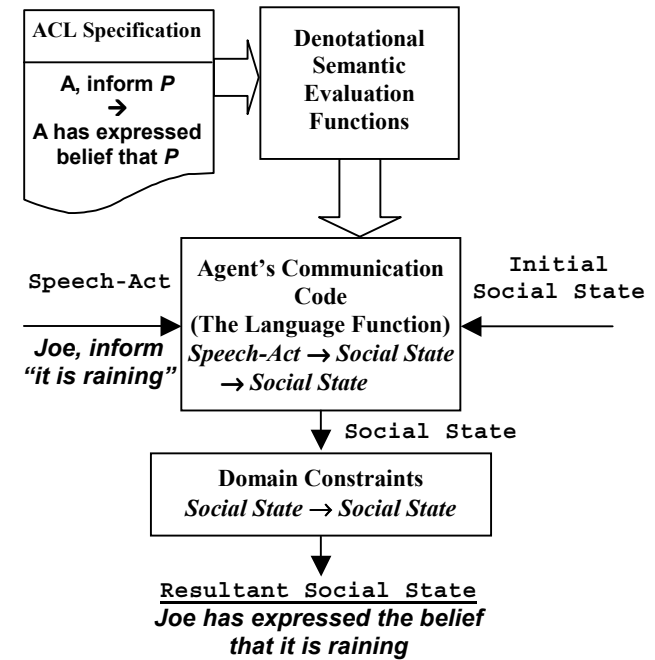 ACL Specification
A, inform P
→
A has expressed
belief that P
Denotational
Semantic
Evaluation
Functions
Speech-Act
Joe, inform
“it is raining”
Agent’s Communication
Code
(The Language Function)
Speech-Act → Social State
→ Social State
Initial
Social State
Social State
Domain Constraints
Social State → Social State
Resultant Social State
Joe has expressed the belief
that it is raining